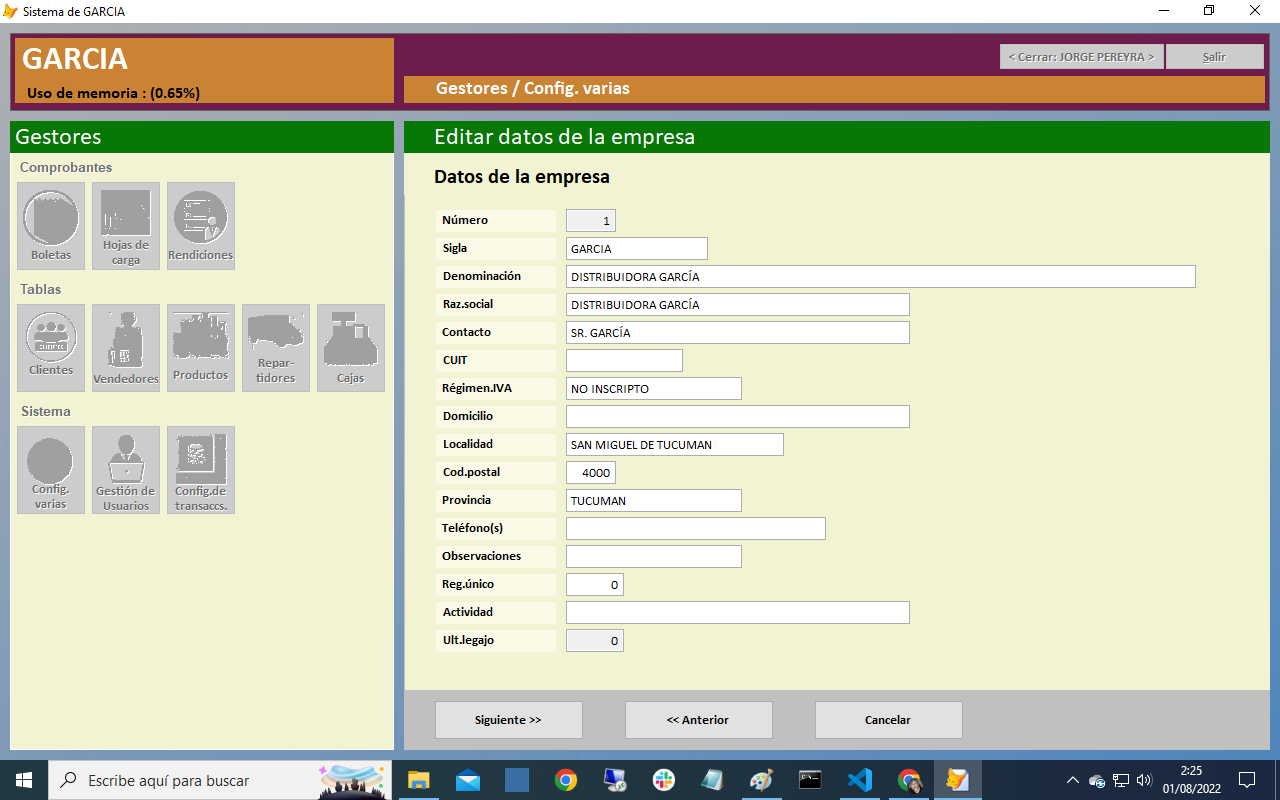 Sistema de GARCIA
GARCIA
Uso de memoria : (0.65%)
< Cerrar: JORGE PEREYRA >
Salir
Gestores / Config. varias
Gestores
Comprobantes
Boletas
Hojas de
carga
Rendiciones
Tablas
Clientes
CLIENTES
Vendedores
Productos
Repar-
tidores
Cajas
Sistema
Config.
varias
Gestión de
Usuarios
Config.de
transaccs.
Editar datos de la empresa
Datos de la empresa
Número 1
Sigla GARCIA
Denominación DISTRIBUIDORA GARCÍA
Raz.social DISTRIBUIDORA GARCÍA
Contacto SR. GARCÍA
CUIT
Régimen.IVA NO INSCRIPTO
Domicilio
Localidad SAN MIGUEL DE TUCUMAN
Cod.postal 4000
Provincia TUCUMAN
Teléfono(s)
Observaciones
Reg.único 0
Actividad
Ult.legajo 0
Siguiente >>
<< Anterior
Cancelar
Escribe aquí para buscar
2:25
01/08/2022